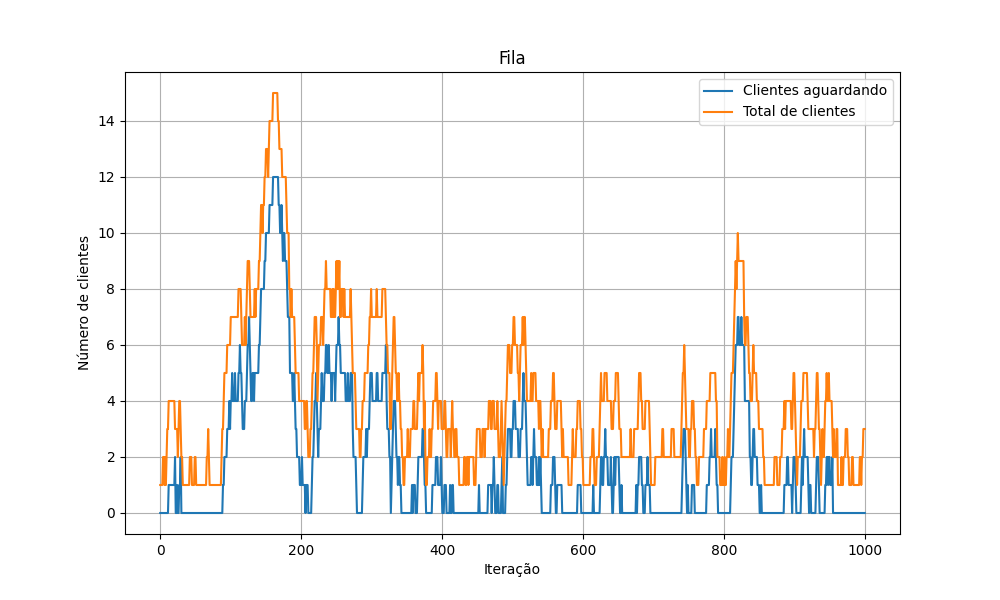 Fila
Clientes aguardando
Total de clientes
Número de clientes
14
12
10
8
6
4
2
0
0 200 400 600 800 1000
Iteração